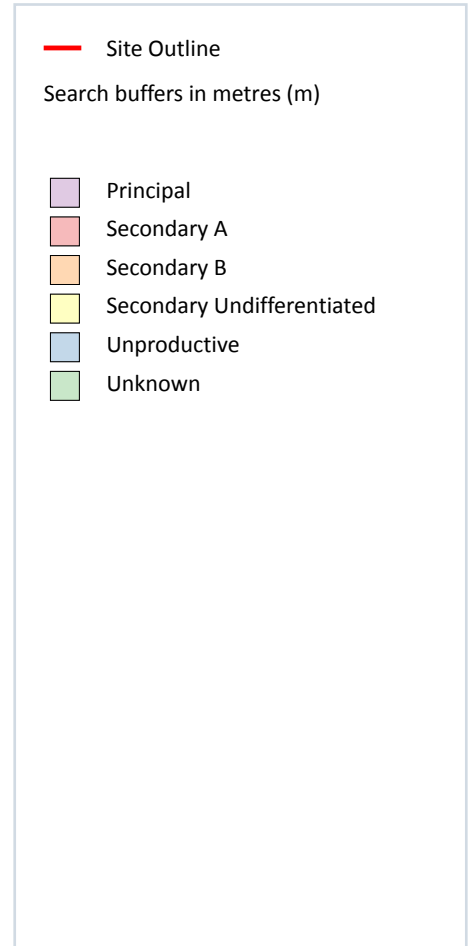 Site Outline
Search buffers in metres (m)
Principal
Secondary A
Secondary B
Secondary Undifferentiated
Unproductive
Unknown